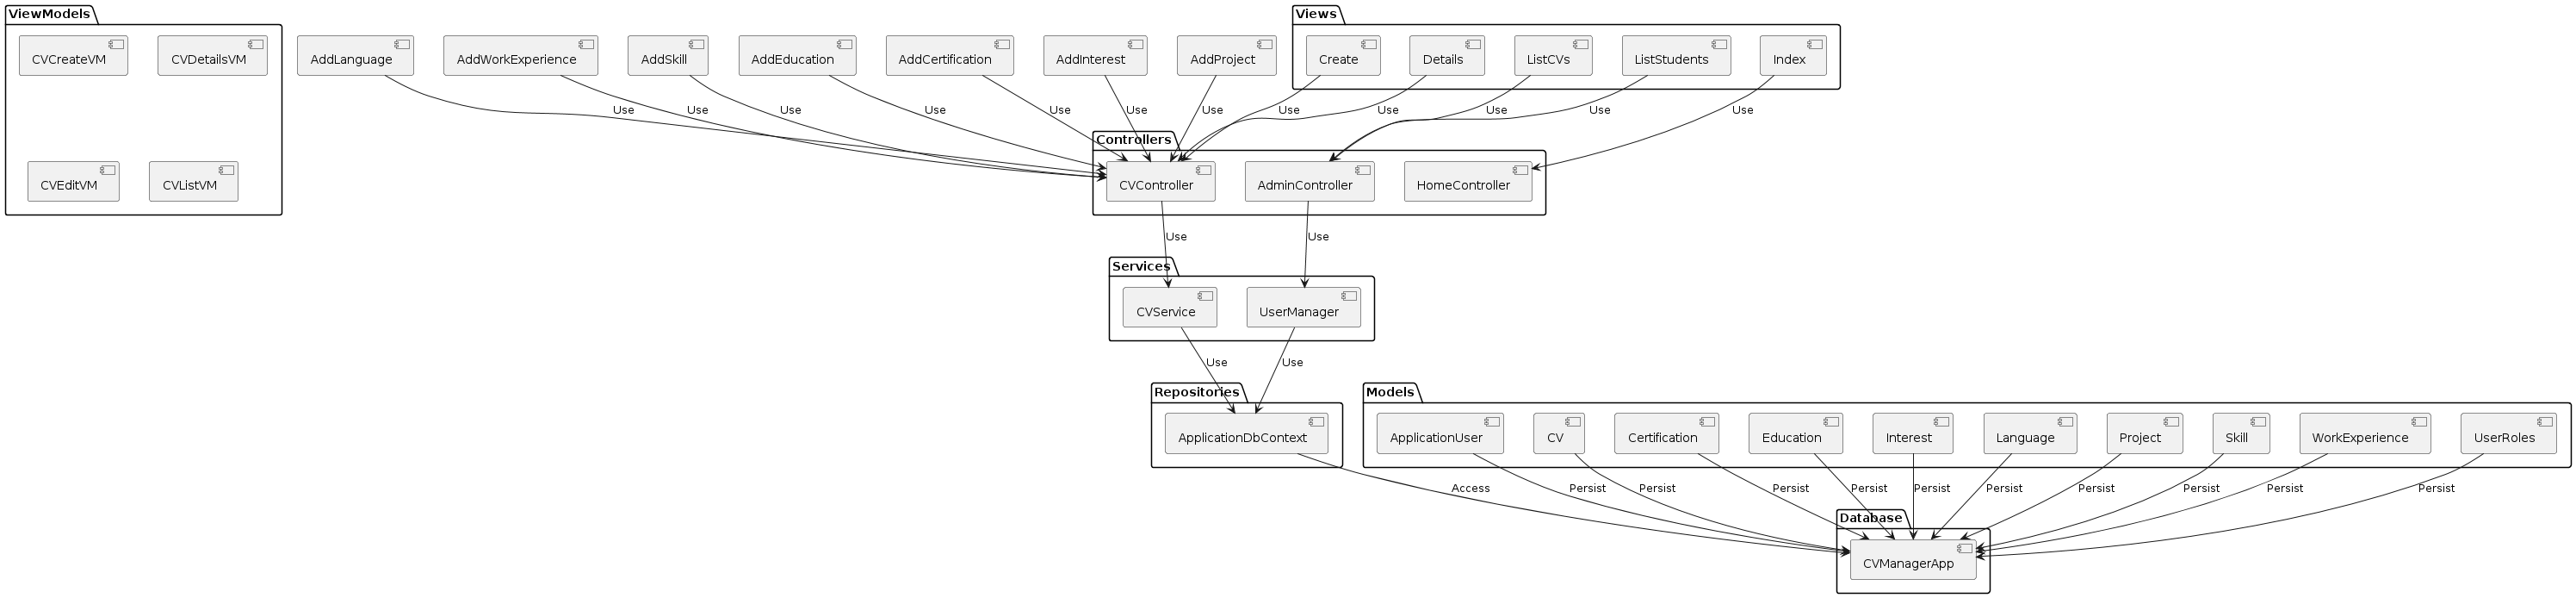 ViewModels
Views
CVCreateVM
CVDetailsVM
AddLanguage
AddWorkExperience
AddSkill
AddEducation
AddCertification
AddInterest
AddProject
Create
Details
ListCVs
ListStudents
Index
Use
Use
Use
Use
Use
Use
Use
Use
Use
Use
Use
Use
Controllers
CVEditVM
CVListVM
CVController
AdminController
HomeController
Use
Use
Services
CVService
UserManager
Use
Use
Repositories
Models
ApplicationDbContext
ApplicationUser
CV
Certification
Education
Interest
Language
Project
Skill
WorkExperience
UserRoles
Access
Persist
Persist
Persist
Persist
Persist
Persist
Persist
Persist
Persist
Persist
Database
CVManagerApp